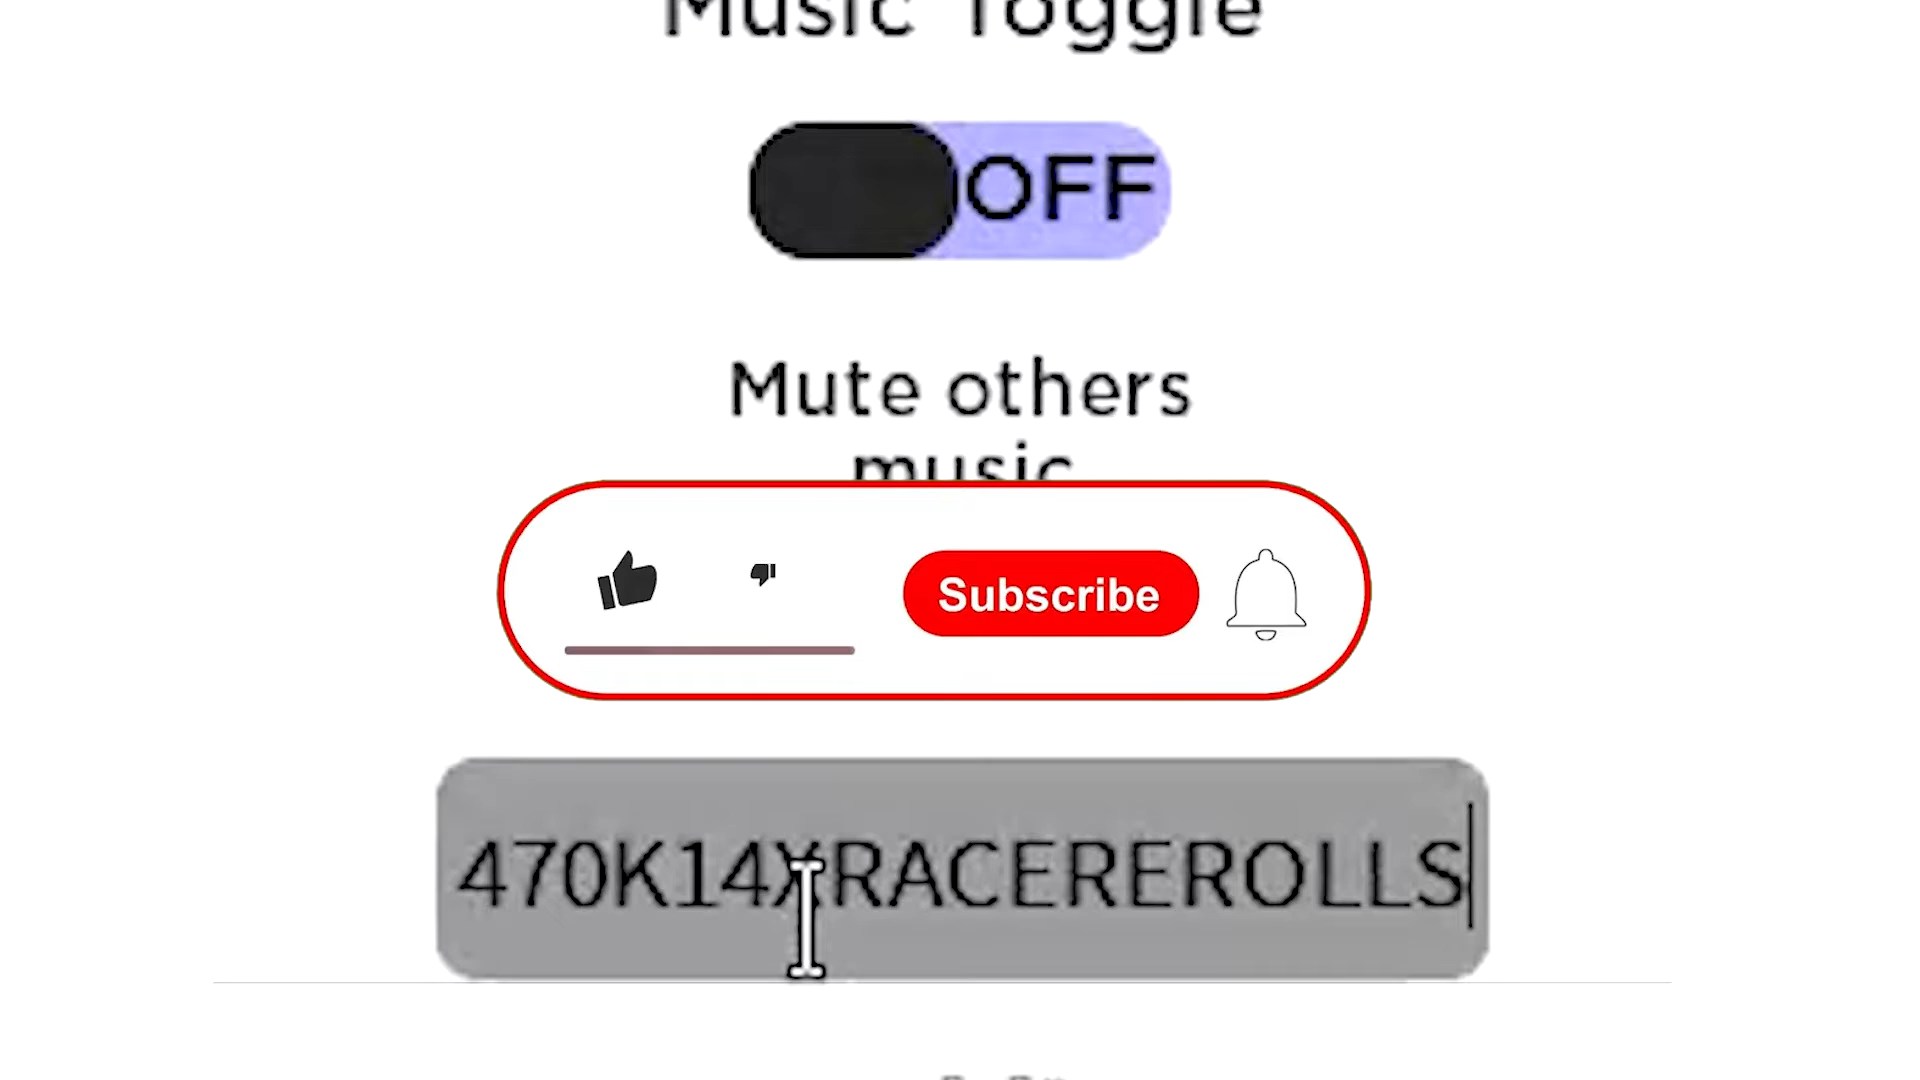 Music Toggle
OFF
Mute others
music
Subscribe
470K14XRACEREROLLS